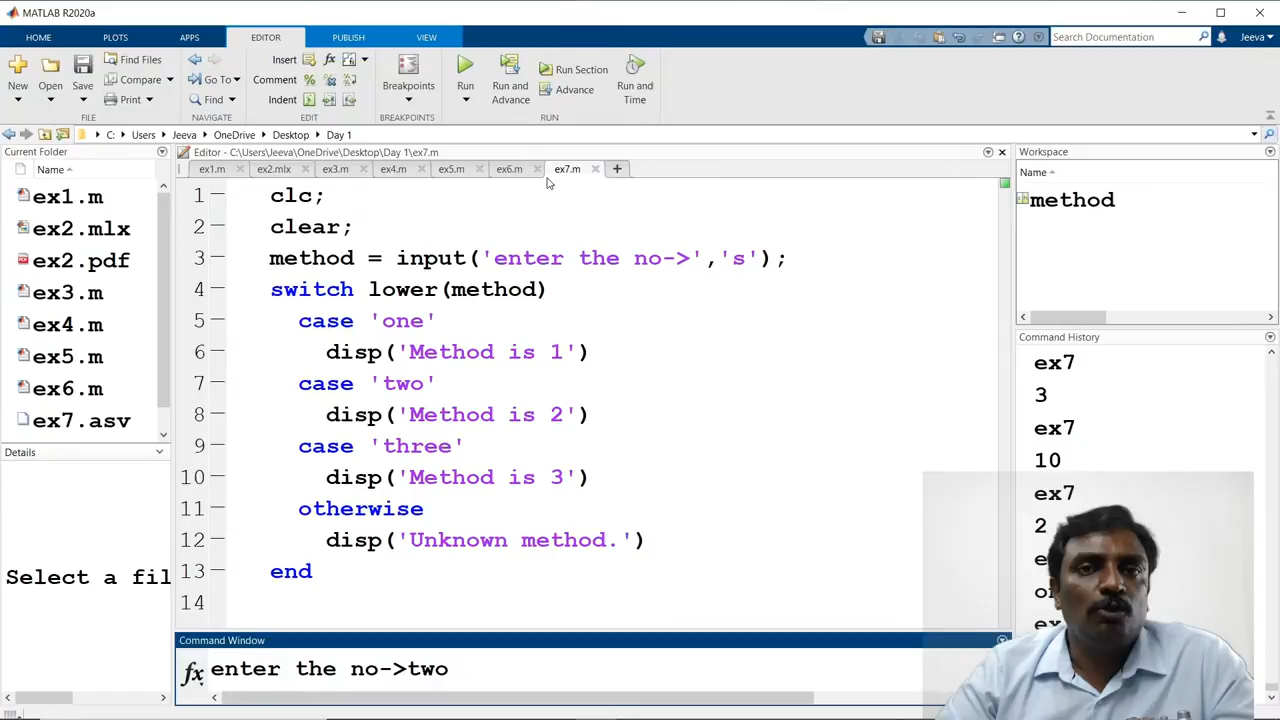 MATLAB R2020a
HOME PLOTS APPS EDITOR PUBLISH VIEW
Search Documentation
Jeeva
New Open Save
Find Files
Compare
Print
FILE
Go To
Find
NAVIGATE
Insert
Comment
Indent
EDIT
Breakpoints
BREAKPOINTS
Run
Run and
Advance
Run Section
Advance
Run and
Time
RUN
C: Users Jeeva OneDrive Desktop Day 1
Current Folder
Name
ex1.m
ex2.mlx
ex2.pdf
ex3.m
ex4.m
ex5.m
ex6.m
ex7.asv
Details
Select a fil
Editor - C:\Users\Jeeva\OneDrive\Desktop\Day 1\ex7.m
ex1.m ex2.mlx ex3.m ex4.m ex5.m ex6.m ex7.m
1 clc;
2 clear;
3 method = input('enter the no->','s');
4 switch lower(method)
5 case 'one'
6 disp('Method is 1')
7 case 'two'
8 disp('Method is 2')
9 case 'three'
10 disp('Method is 3')
11 otherwise
12 disp('Unknown method.')
13 end
14
Command Window
fx enter the no->two
Workspace
Name
method
Command History
ex7
3
ex7
10
ex7
2